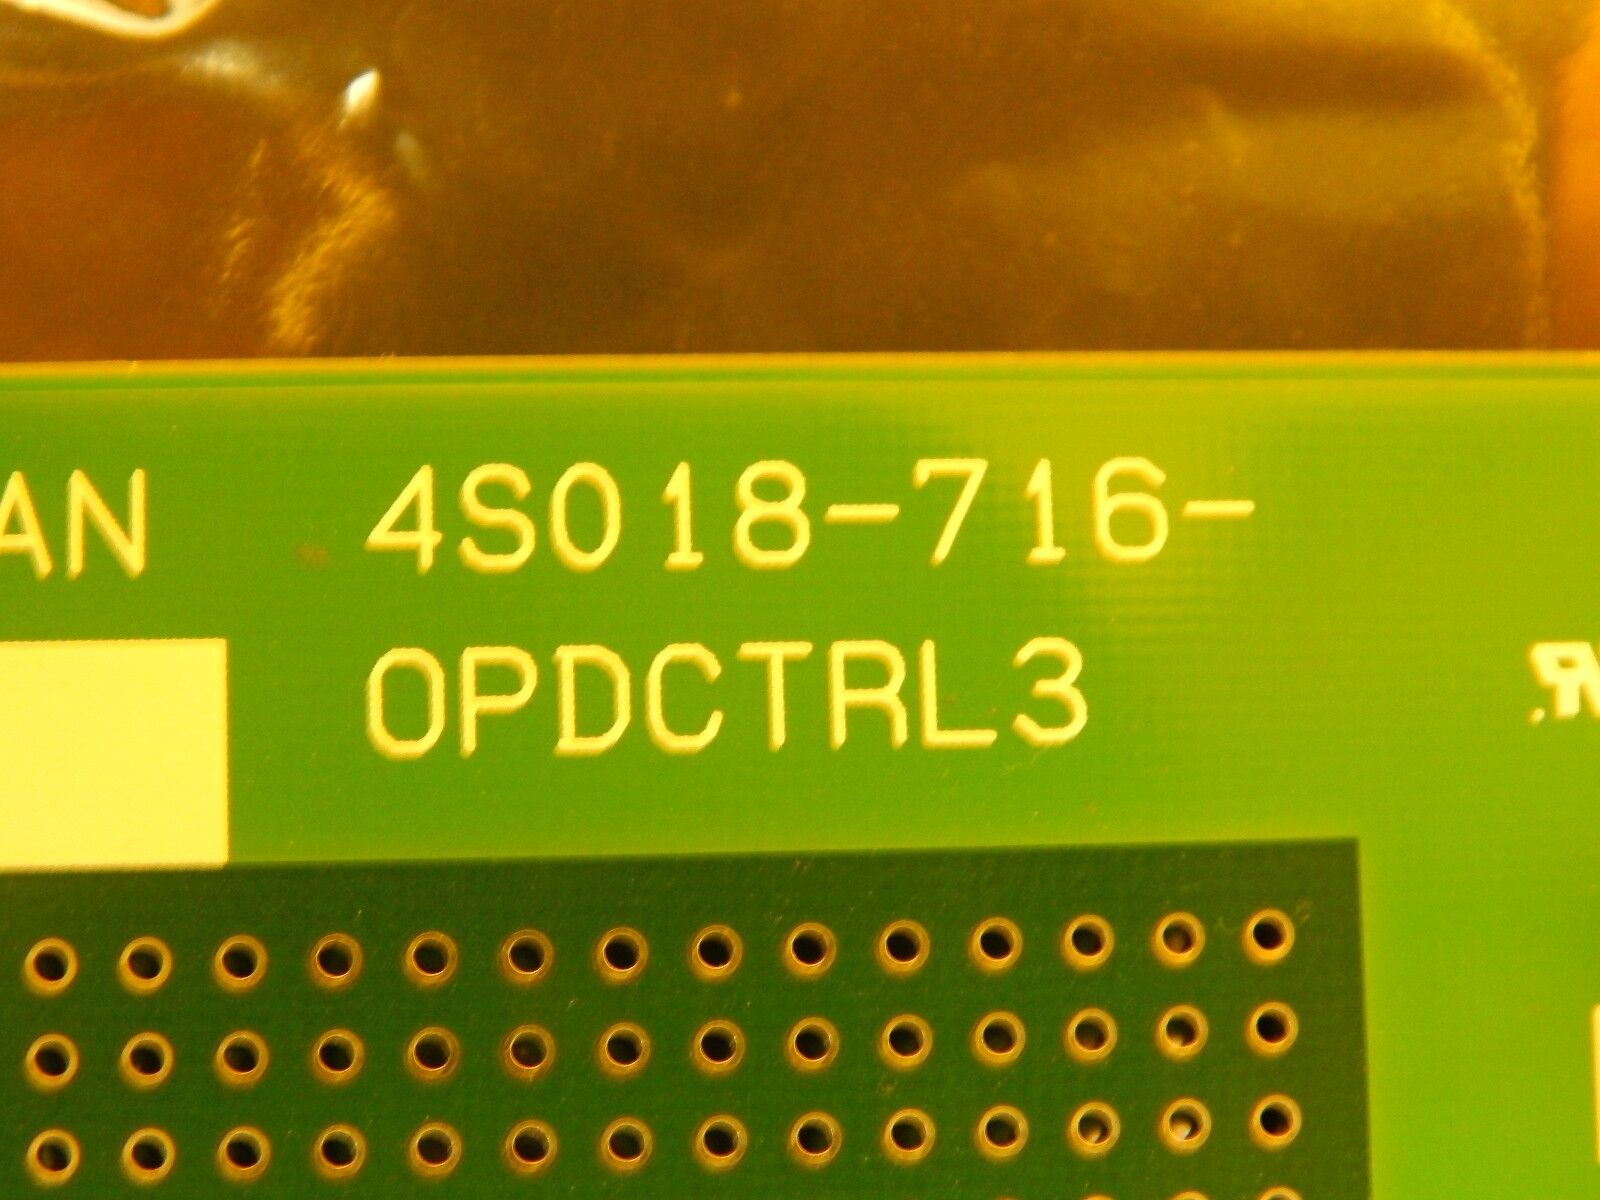 AN 4S018-716-
OPDCTRL3